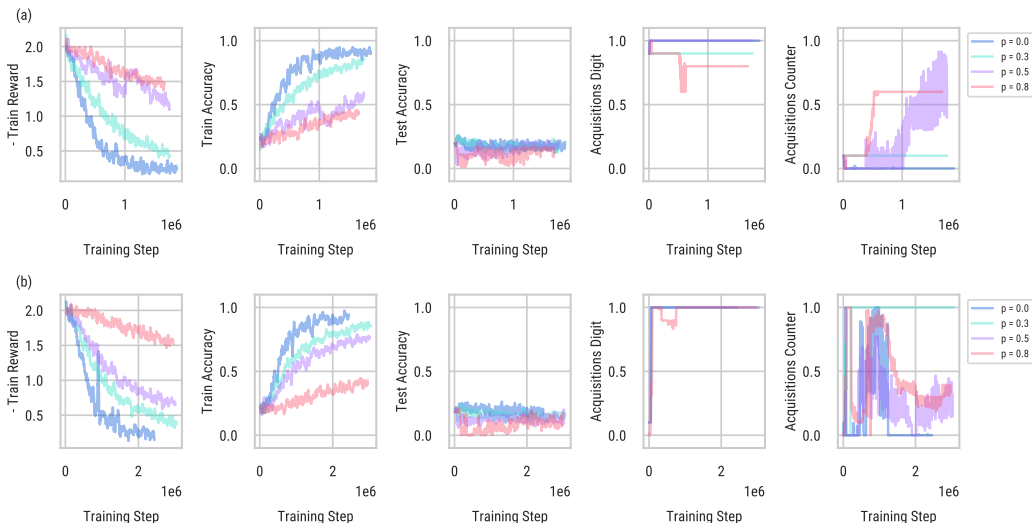 (a)
- Train Reward
2.0
1.5
1.0
0.5
0
1
1e6
Training Step
Train Accuracy
1.0
0.5
0.0
0
1
1e6
Training Step
Test Accuracy
1.0
0.5
0.0
0
1
1e6
Training Step
Acquisitions Digit
1.0
0.5
0.0
0
1
1e6
Training Step
Acquisitions Counter
1.0
0.5
0.0
0
1
1e6
Training Step
p = 0.0
p = 0.3
p = 0.5
p = 0.8
(b)
- Train Reward
2.0
1.5
1.0
0.5
0
2
1e6
Training Step
Train Accuracy
1.0
0.5
0.0
0
2
1e6
Training Step
Test Accuracy
1.0
0.5
0.0
0
2
1e6
Training Step
Acquisitions Digit
1.0
0.5
0.0
0
2
1e6
Training Step
Acquisitions Counter
1.0
0.5
0.0
0
2
1e6
Training Step
p = 0.0
p = 0.3
p = 0.5
p = 0.8